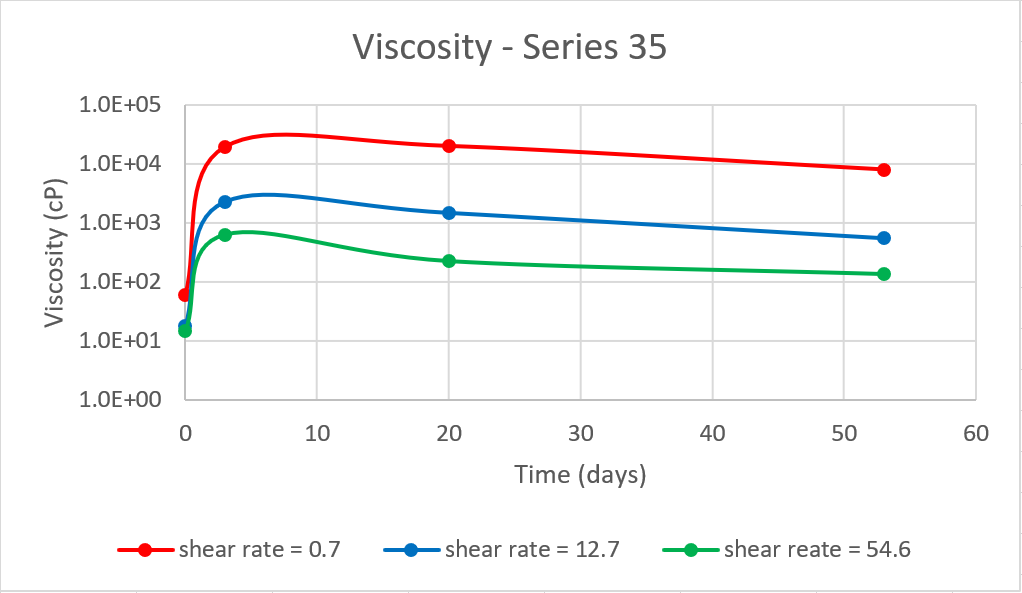 Viscosity - Series 35
1.0E+05
1.0E+04
1.0E+03
1.0E+02
1.0E+01
1.0E+00
Viscosity (cP)
0 10 20 30 40 50 60
Time (days)
shear rate = 0.7 shear rate = 12.7 shear reate = 54.6